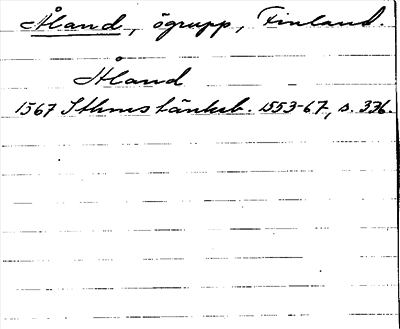 Åland, ögrupp, Finland.
Åland
1567 Sthms tänkeb. 1553-67, s. 336.